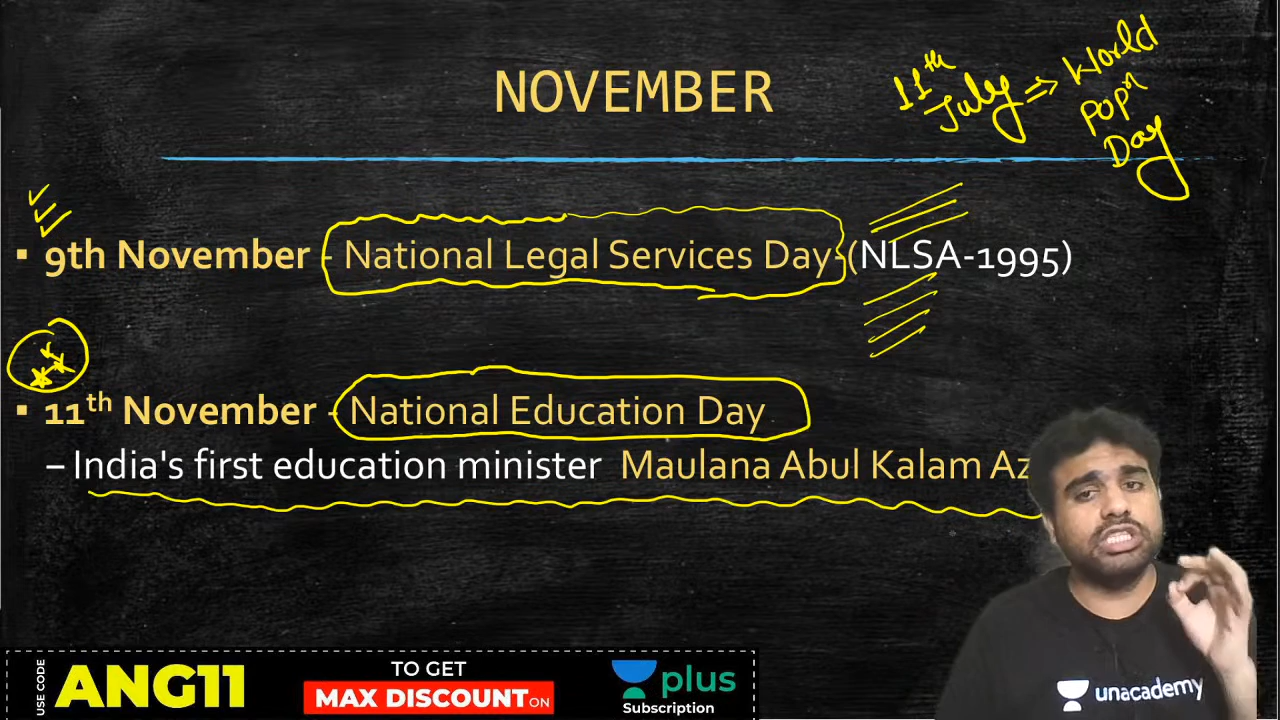 NOVEMBER
11th July ⇒ World
Popn
Day
▪ 9th November - National Legal Services Day (NLSA-1995)
▪ 11th November - National Education Day
– India's first education minister Maulana Abul Kalam Az
USE CODE
ANG11
TO GET
MAX DISCOUNT ON
plus
Subscription
unacademy